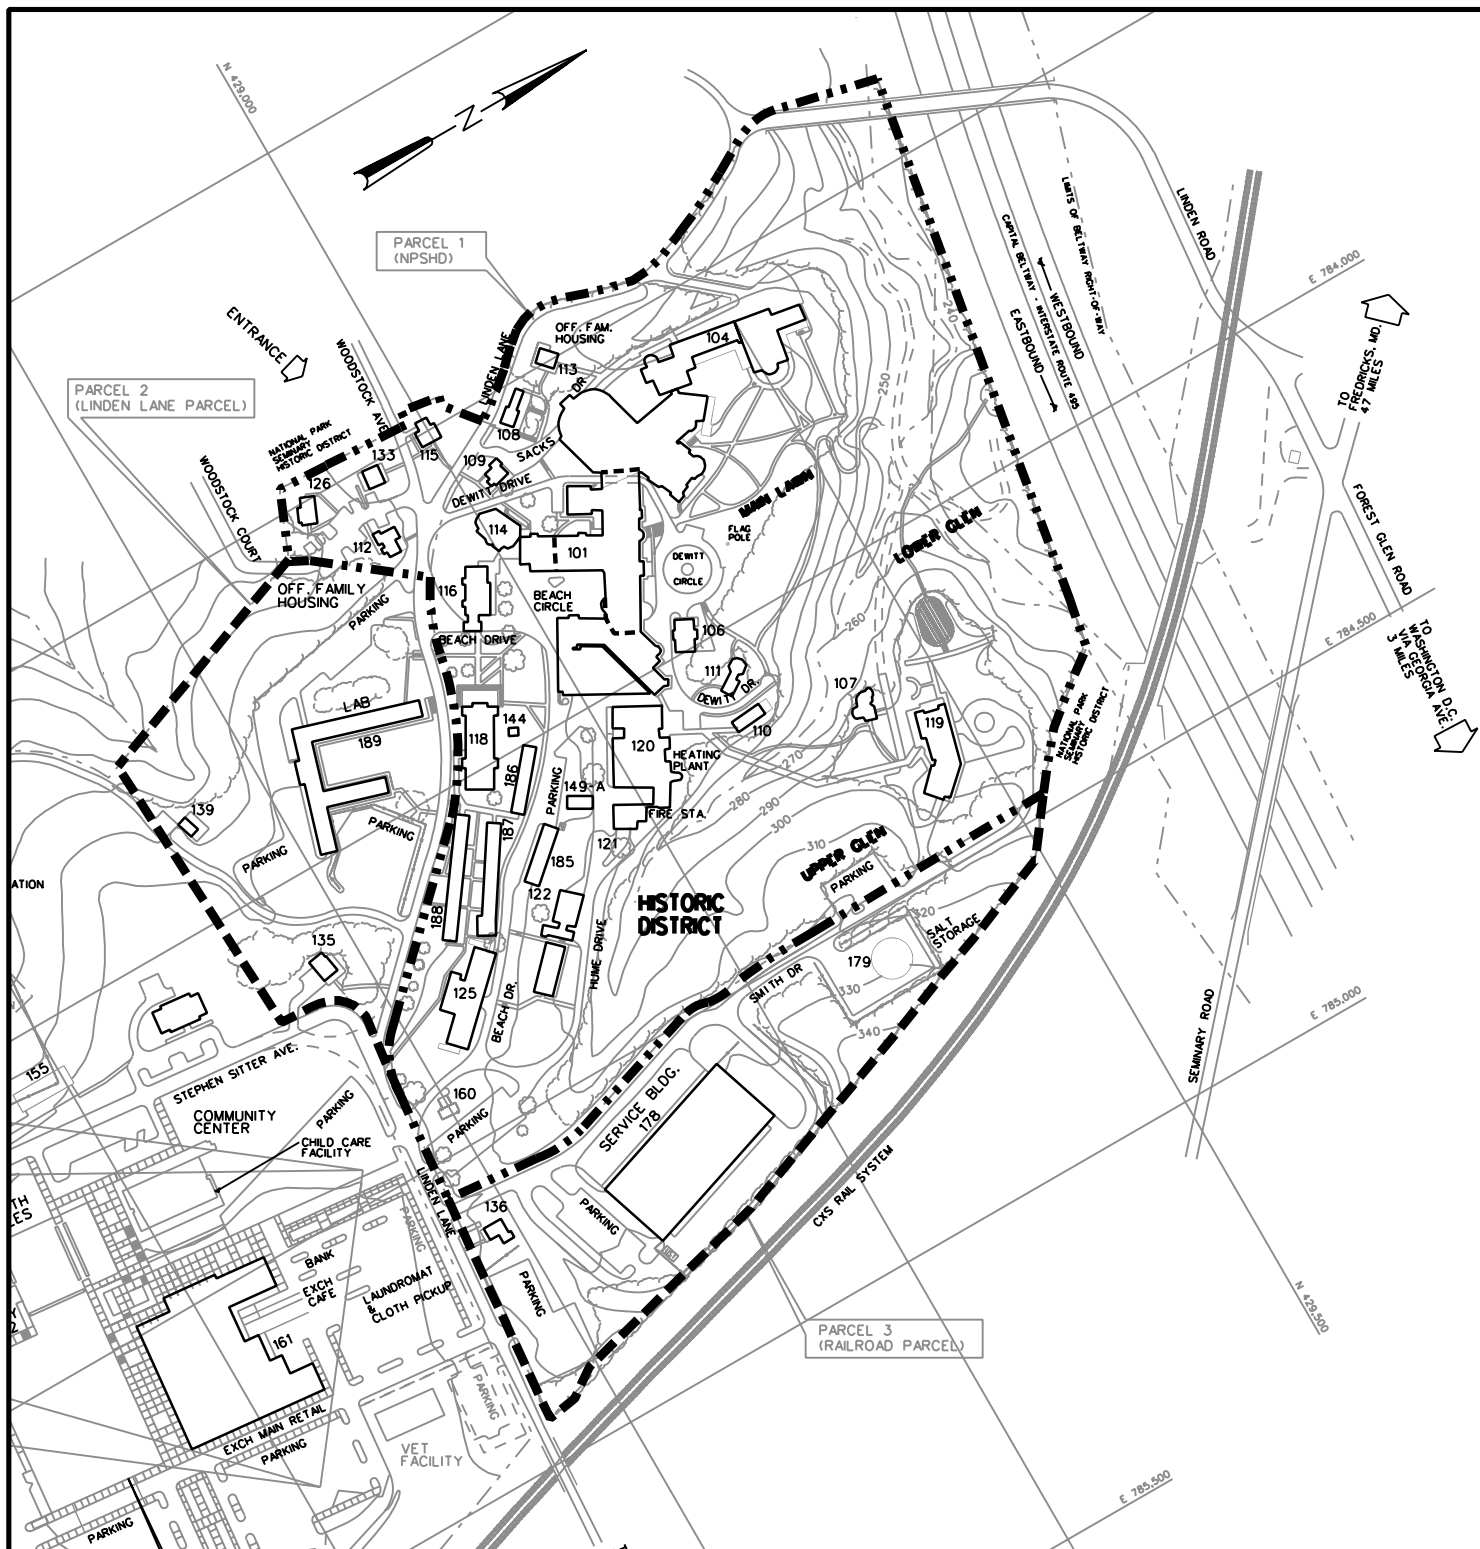 N 429,000
N
PARCEL 1
(NPSHD)
LINDEN ROAD
LIMITS OF BELTWAY RIGHT-OF-WAY
CAPITAL BELTWAY - INTERSTATE ROUTE 495
WESTBOUND
EASTBOUND
E 784,000
TO
FREDRICKS, MD.
47 MILES
ENTRANCE
WOODSTOCK AVE.
LINDEN LANE
OFF. FAM.
HOUSING
113
104
240
250
PARCEL 2
(LINDEN LANE PARCEL)
NATIONAL PARK
SEMINARY
HISTORIC DISTRICT
WOODSTOCK COURT
126
133
115
108
SACKS
DR
109
DEWITT DRIVE
MAIN LAWN
FLAG
POLE
LOWER GLEN
FOREST GLEN ROAD
112
114
101
DEWITT
CIRCLE
OFF. FAMILY
HOUSING
PARKING
116
BEACH
CIRCLE
BEACH DRIVE
106
111
DEWITT DR.
110
260
107
119
E 784,500
TO
WASHINGTON D.C.
VIA GEORGIA AVE.
3 MILES
NATIONAL PARK
SEMINARY
HISTORIC DISTRICT
LAB
189
118
144
120
HEATING
PLANT
270
280
290
300
310
186
PARKING
149-A
FIRE STA.
139
PARKING
PARKING
187
185
121
UPPER GLEN
PARKING
ATION
188
122
HISTORIC
DISTRICT
HUME DRIVE
320
SALT
STORAGE
135
125
BEACH DR.
SMITH DR
179
330
340
E 785,000
SEMINARY ROAD
155
STEPHEN SITTER AVE.
COMMUNITY
CENTER
PARKING
CHILD CARE
FACILITY
160
PARKING
SERVICE BLDG.
178
LINDEN LANE
CXS RAIL SYSTEM
136
PARKING
PARKING
PARKING
BANK
EXCH
CAFE
LAUNDROMAT
&
CLOTH PICKUP
161
PARCEL 3
(RAILROAD PARCEL)
N 429,500
EXCH MAIN RETAIL
PARKING
PARKING
VET
FACILITY
E 785,500
PARKING